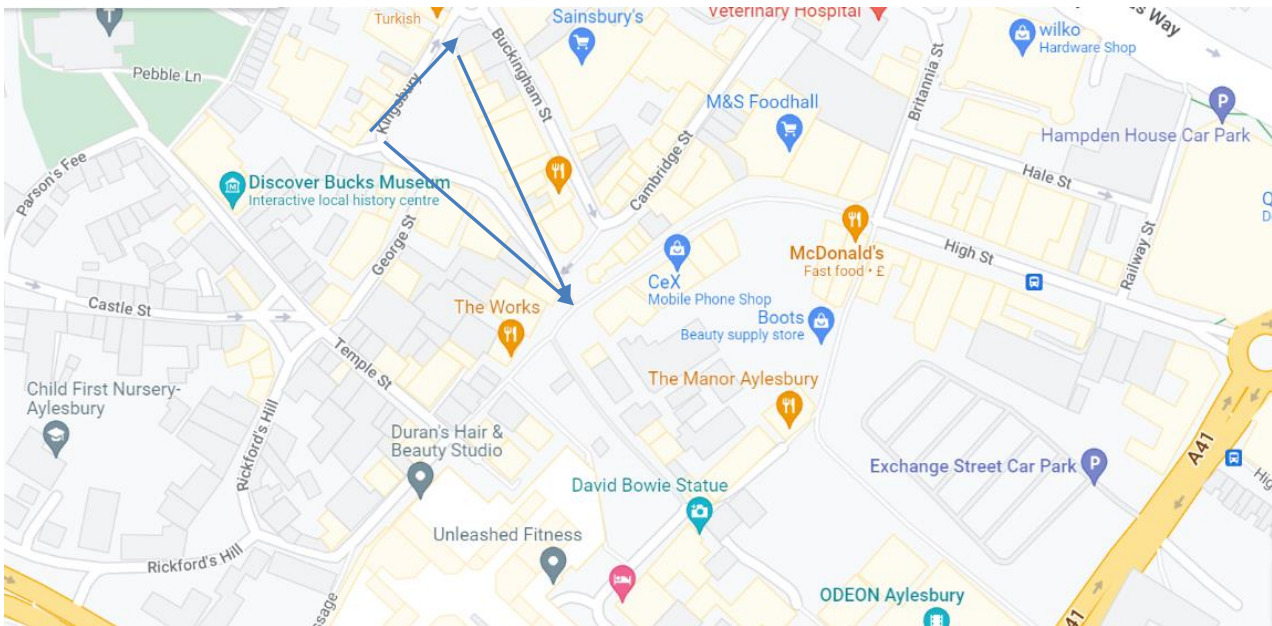 Turkish
Sainsbury's
Veterinary Hospital
Way
wilko
Hardware Shop
Pebble Ln
Kingsbury
Buckingham St
Britannia St
M&S Foodhall
Hampden House Car Park
Parson's Fee
Discover Bucks Museum
Interactive local history centre
Cambridge St
Hale St
George St
McDonald's
Fast food • £
High St
Railway St
CeX
Mobile Phone Shop
Castle St
The Works
Boots
Beauty supply store
Temple St
The Manor Aylesbury
Child First Nursery-
Aylesbury
Rickford's Hill
Duran's Hair &
Beauty Studio
Exchange Street Car Park
A41
David Bowie Statue
Unleashed Fitness
Rickford's Hill
ODEON Aylesbury
P
P
M